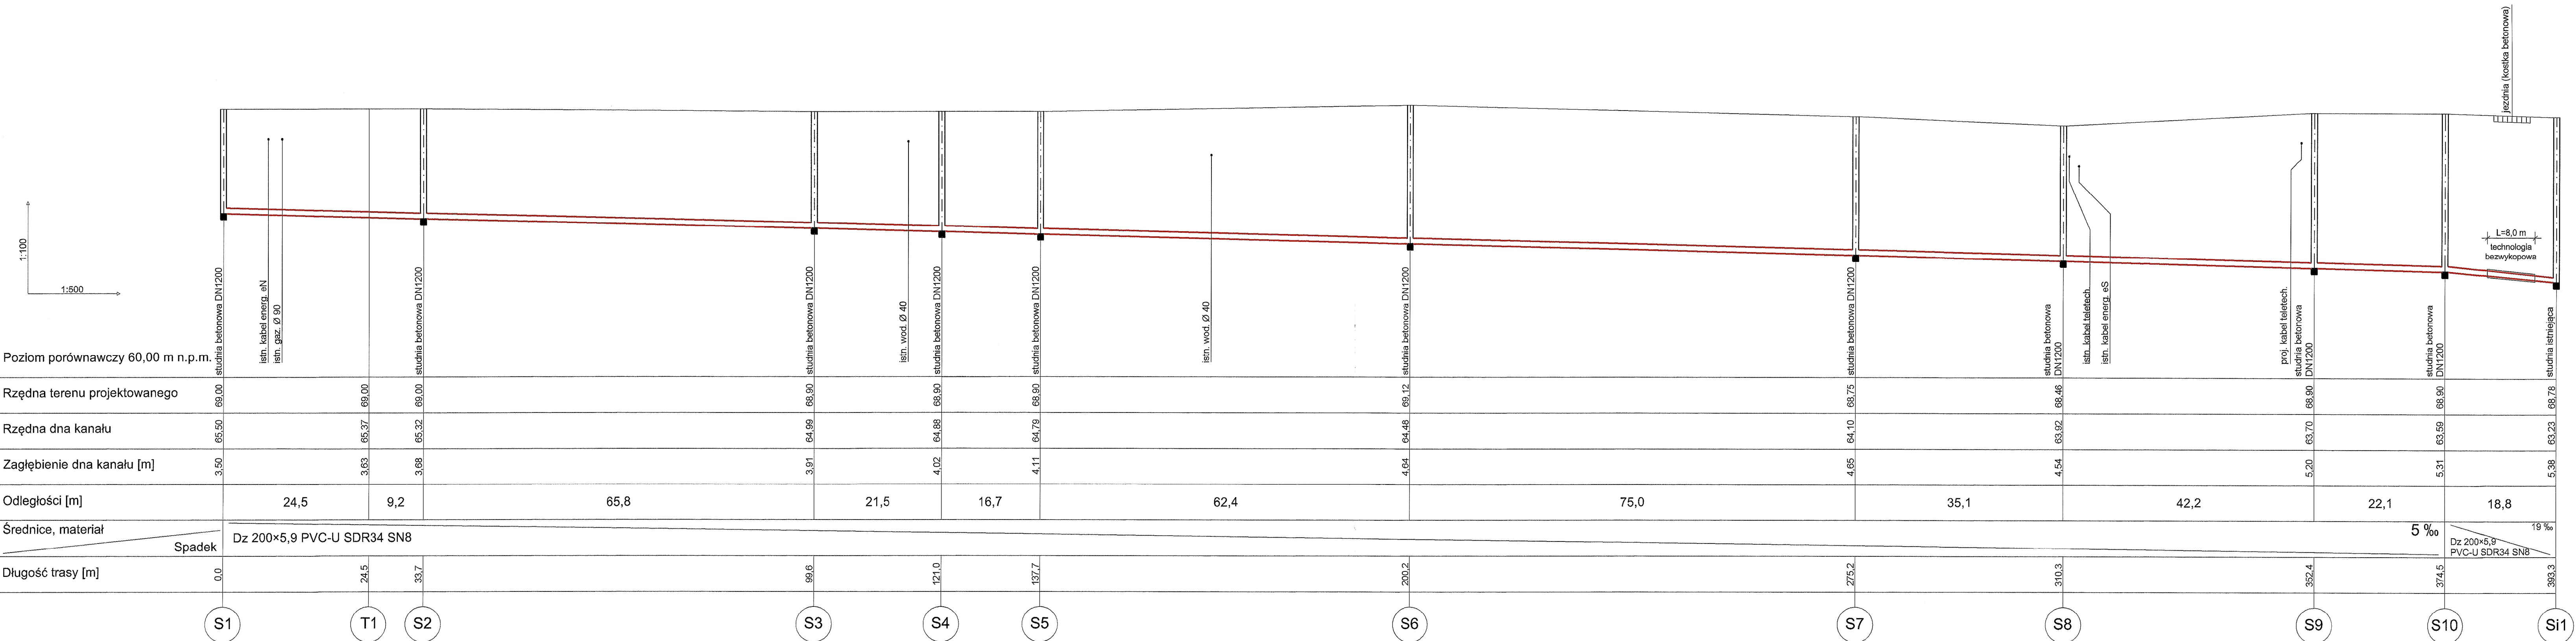 jezdnia (kostka betonowa)
1:100
1:500
L=8,0 m
technologia
bezwykopowa
studnia betonowa DN1200
istn. kabel energ. eN
istn. gaz. Ø 90
studnia betonowa DN1200
studnia betonowa DN1200
istn. wod. Ø 40
studnia betonowa DN1200
studnia betonowa DN1200
istn. wod. Ø 40
studnia betonowa DN1200
studnia betonowa DN1200
studnia betonowa
DN1200
istn. kabel teletech.
istn. kabel energ. eS
proj. kabel teletech.
studnia betonowa
DN1200
studnia betonowa
DN1200
studnia istniejąca
Poziom porównawczy 60,00 m n.p.m.
Rzędna terenu projektowanego 69,00 69,00 69,00 68,90 68,90 68,90 69,12 68,75 68,46 68,90 68,90 68,78
Rzędna dna kanału 65,50 65,37 65,32 64,99 64,88 64,79 64,48 64,10 63,92 63,70 63,59 63,23
Zagłębienie dna kanału [m] 3,50 3,63 3,68 3,91 4,02 4,11 4,64 4,65 4,54 5,20 5,31 5,38
Odległości [m] 24,5 9,2 65,8 21,5 16,7 62,4 75,0 35,1 42,2 22,1 18,8
Średnice, materiał
Spadek
Dz 200×5,9 PVC-U SDR34 SN8
5 ‰
19 ‰
Dz 200×5,9
PVC-U SDR34 SN8
Długość trasy [m] 0,0 24,5 33,7 99,6 121,0 137,7 200,2 275,2 310,3 352,4 374,5 393,3
S1 T1 S2 S3 S4 S5 S6 S7 S8 S9 S10 Si1